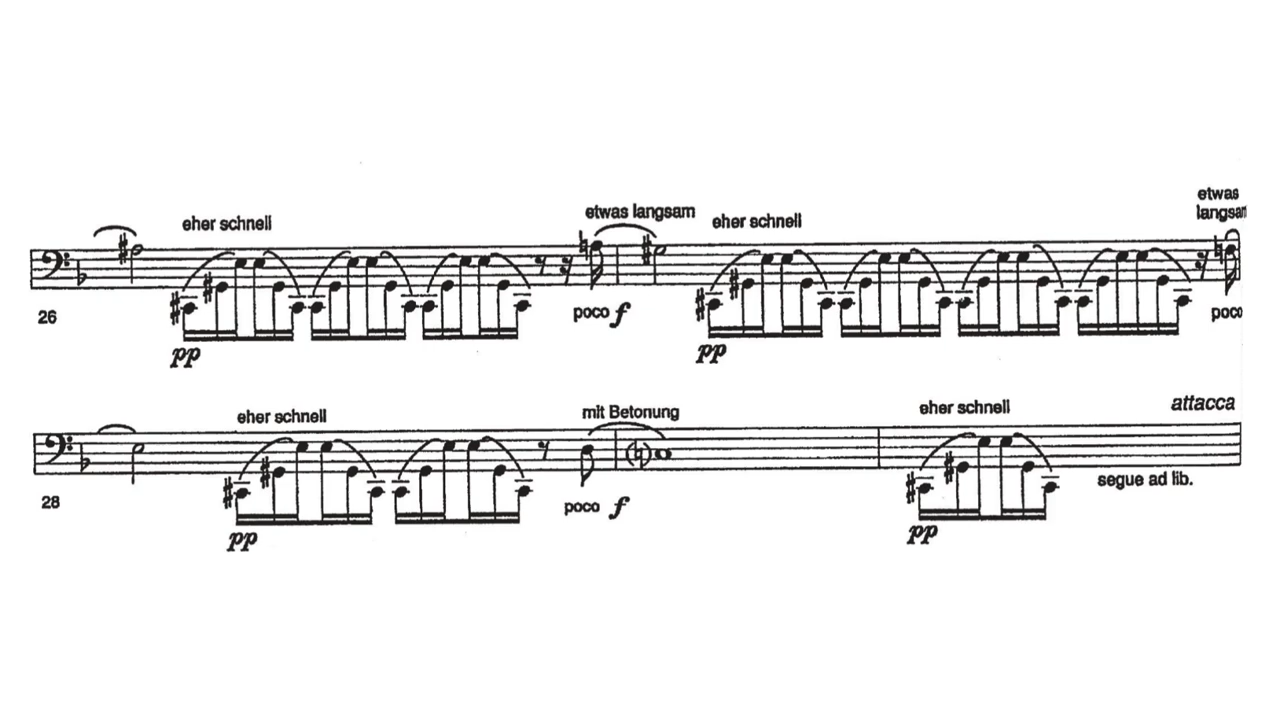 etwas
etwas langsam
langsam
eher schnell
eher schnell
26
poco f
poco
pp
pp
attacca
eher schnell
mit Betonung
eher schnell
segue ad lib.
28
poco f
pp
pp